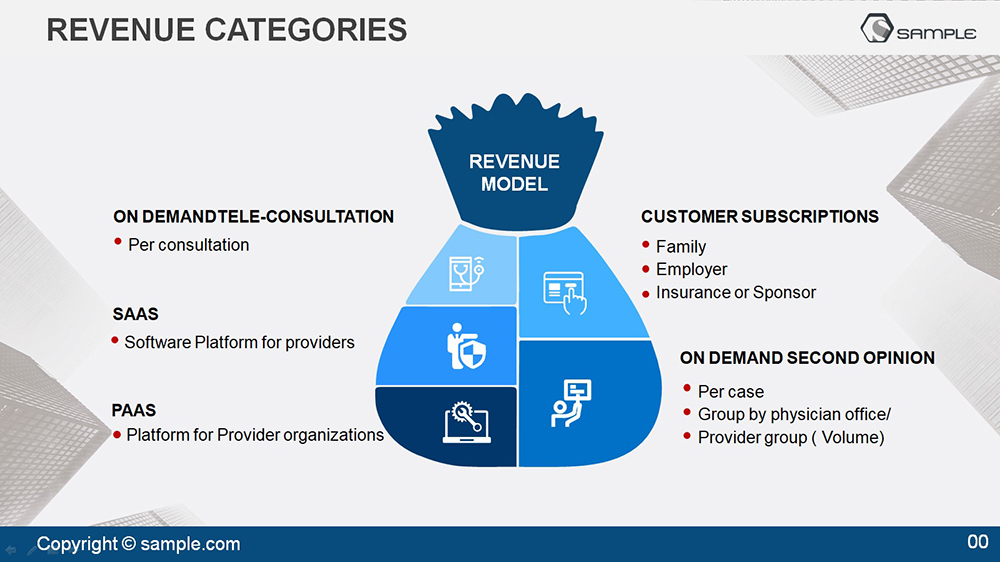 REVENUE CATEGORIES
SAMPLE
REVENUE
MODEL
ON DEMANDTELE-CONSULTATION
• Per consultation
SAAS
• Software Platform for providers
PAAS
• Platform for Provider organizations
CUSTOMER SUBSCRIPTIONS
• Family
• Employer
• Insurance or Sponsor
ON DEMAND SECOND OPINION
• Per case
• Group by physician office/
• Provider group ( Volume)
Copyright © sample.com
00